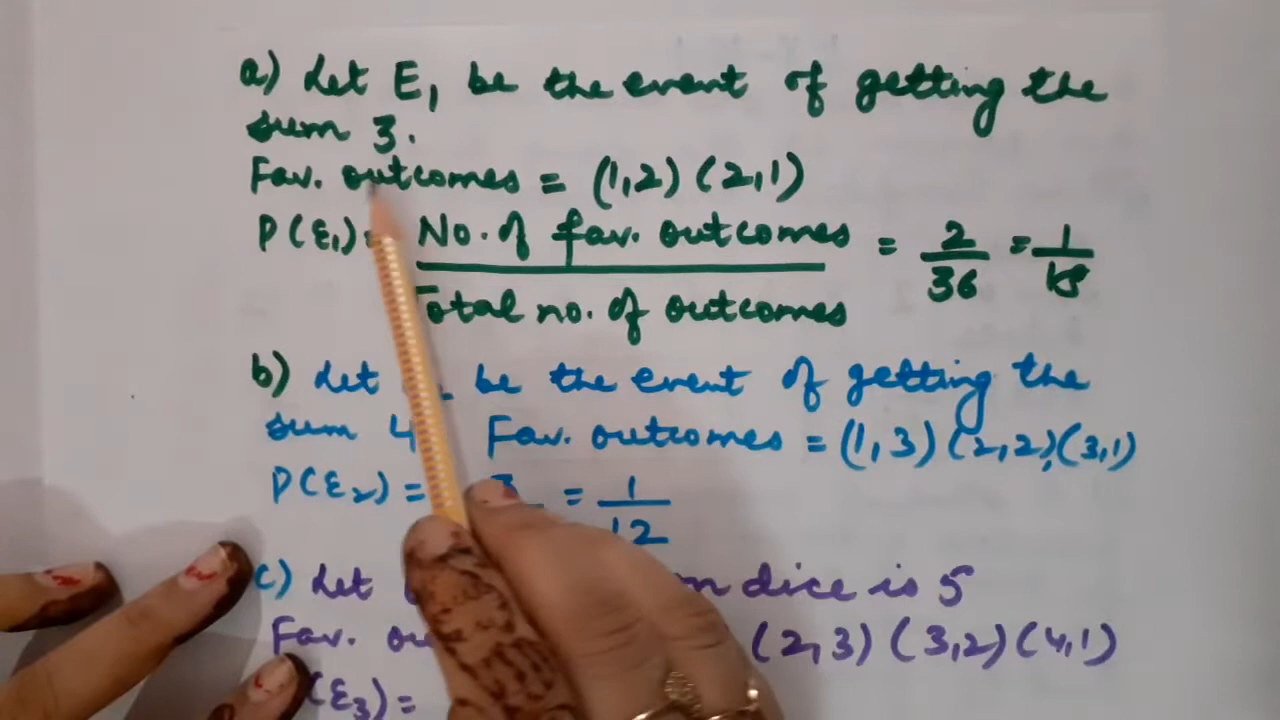 a) Let E1 be the event of getting the
sum 3.
Fav. outcomes = (1,2) (2,1)
P(E1) = No. of fav. outcomes = 2 = 1
36 18
Total no. of outcomes
b) Let be the event of getting the
sum 4 Fav. outcomes = (1,3) (2,2), (3,1)
P(E2) = 3 = 1
12
c) Let on dice is 5
Fav. (2,3) (3,2) (4,1)
P(E3) =